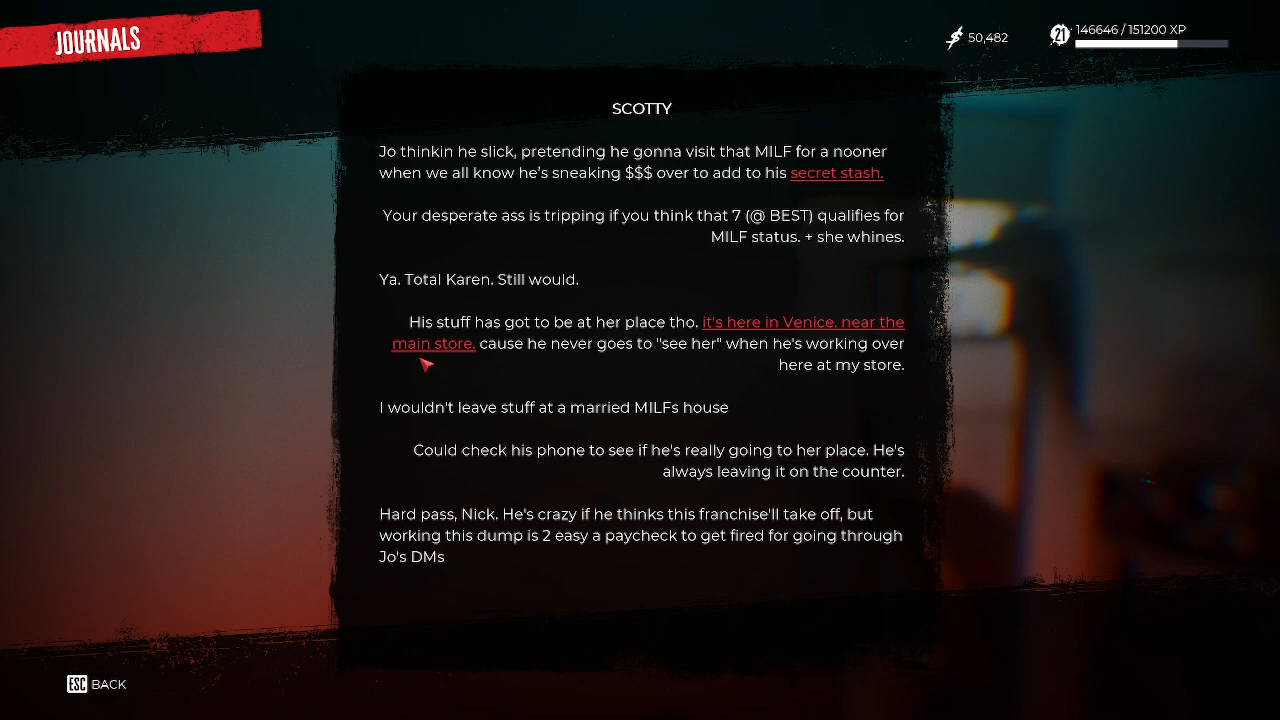 JOURNALS
50,482
21
146646 / 151200 XP
SCOTTY
Jo thinkin he slick, pretending he gonna visit that MILF for a nooner
when we all know he's sneaking $$$ over to add to his secret stash.
Your desperate ass is tripping if you think that 7 (@ BEST) qualifies for
MILF status. + she whines.
Ya. Total Karen. Still would.
His stuff has got to be at her place tho. it's here in Venice. near the
main store. cause he never goes to "see her" when he's working over
here at my store.
I wouldn't leave stuff at a married MILFs house
Could check his phone to see if he's really going to her place. He's
always leaving it on the counter.
Hard pass, Nick. He's crazy if he thinks this franchise'll take off, but
working this dump is 2 easy a paycheck to get fired for going through
Jo's DMs
ESC BACK